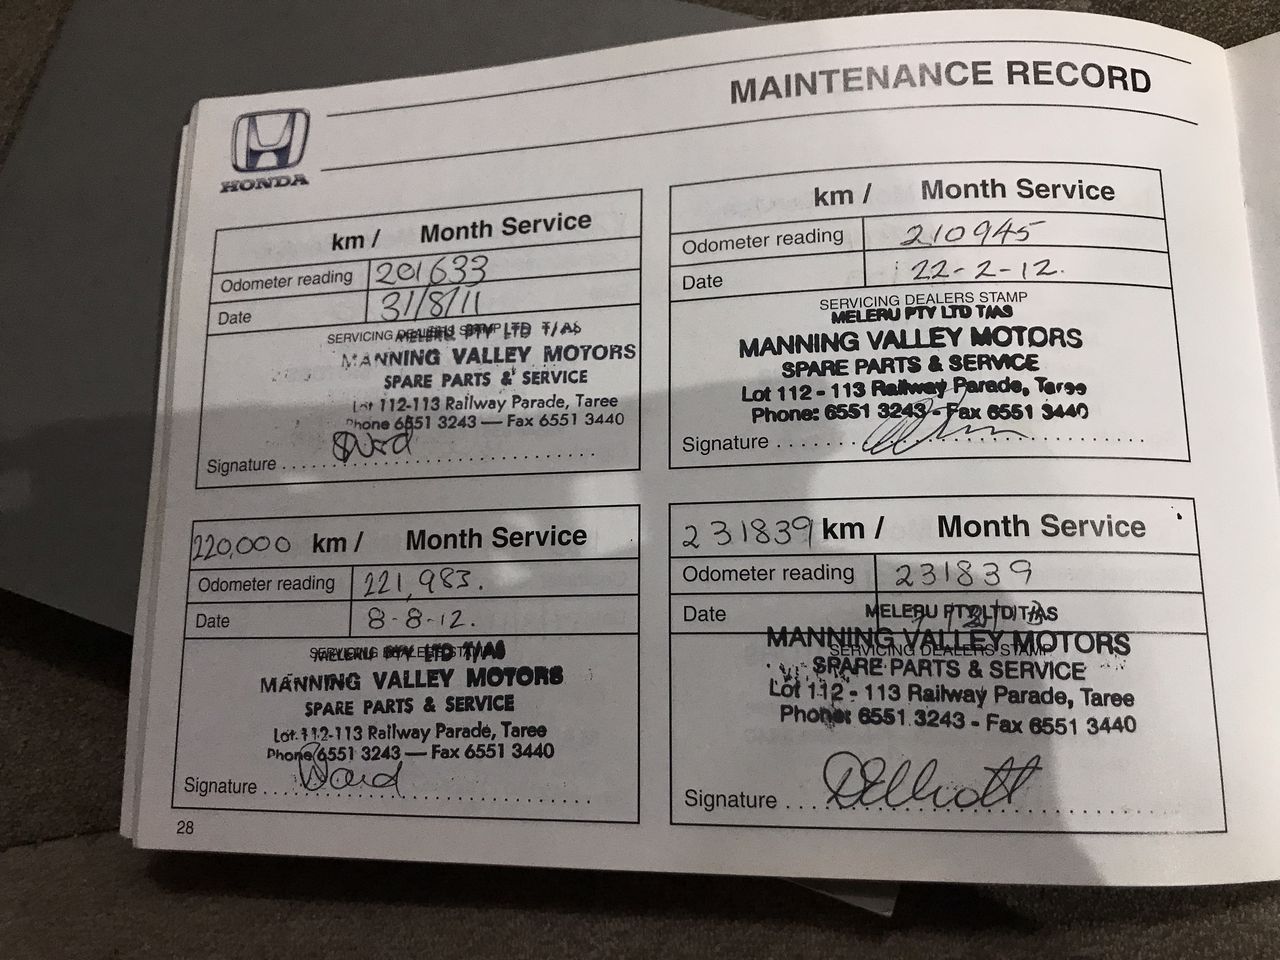 MAINTENANCE RECORD
HONDA
km / Month Service
Odometer reading 201633
Date 31/8/11
SERVICING DEALERS STAMP
MELERU PTY LTD T/AS
MANNING VALLEY MOTORS
SPARE PARTS & SERVICE
Lot 112-113 Railway Parade, Taree
Phone 6551 3243 — Fax 6551 3440
Signature
km / Month Service
Odometer reading 210945
Date 22-2-12.
SERVICING DEALERS STAMP
MELERU PTY LTD T/AS
MANNING VALLEY MOTORS
SPARE PARTS & SERVICE
Lot 112 - 113 Railway Parade, Taree
Phone: 6551 3243 - Fax 6551 3440
Signature
220,000 km / Month Service
Odometer reading 221,983.
Date 8-8-12.
SERVICING DEALERS STAMP
MELERU PTY LTD T/AS
MANNING VALLEY MOTORS
SPARE PARTS & SERVICE
Lot 112-113 Railway Parade, Taree
Phone 6551 3243 — Fax 6551 3440
Signature Ward
231839 km / Month Service
Odometer reading 231839
Date
MELERU PTY LTD T/AS
MANNING VALLEY MOTORS
SERVICING DEALERS STAMP
SPARE PARTS & SERVICE
Lot 112 - 113 Railway Parade, Taree
Phone: 6551 3243 - Fax 6551 3440
Signature DElliott
28